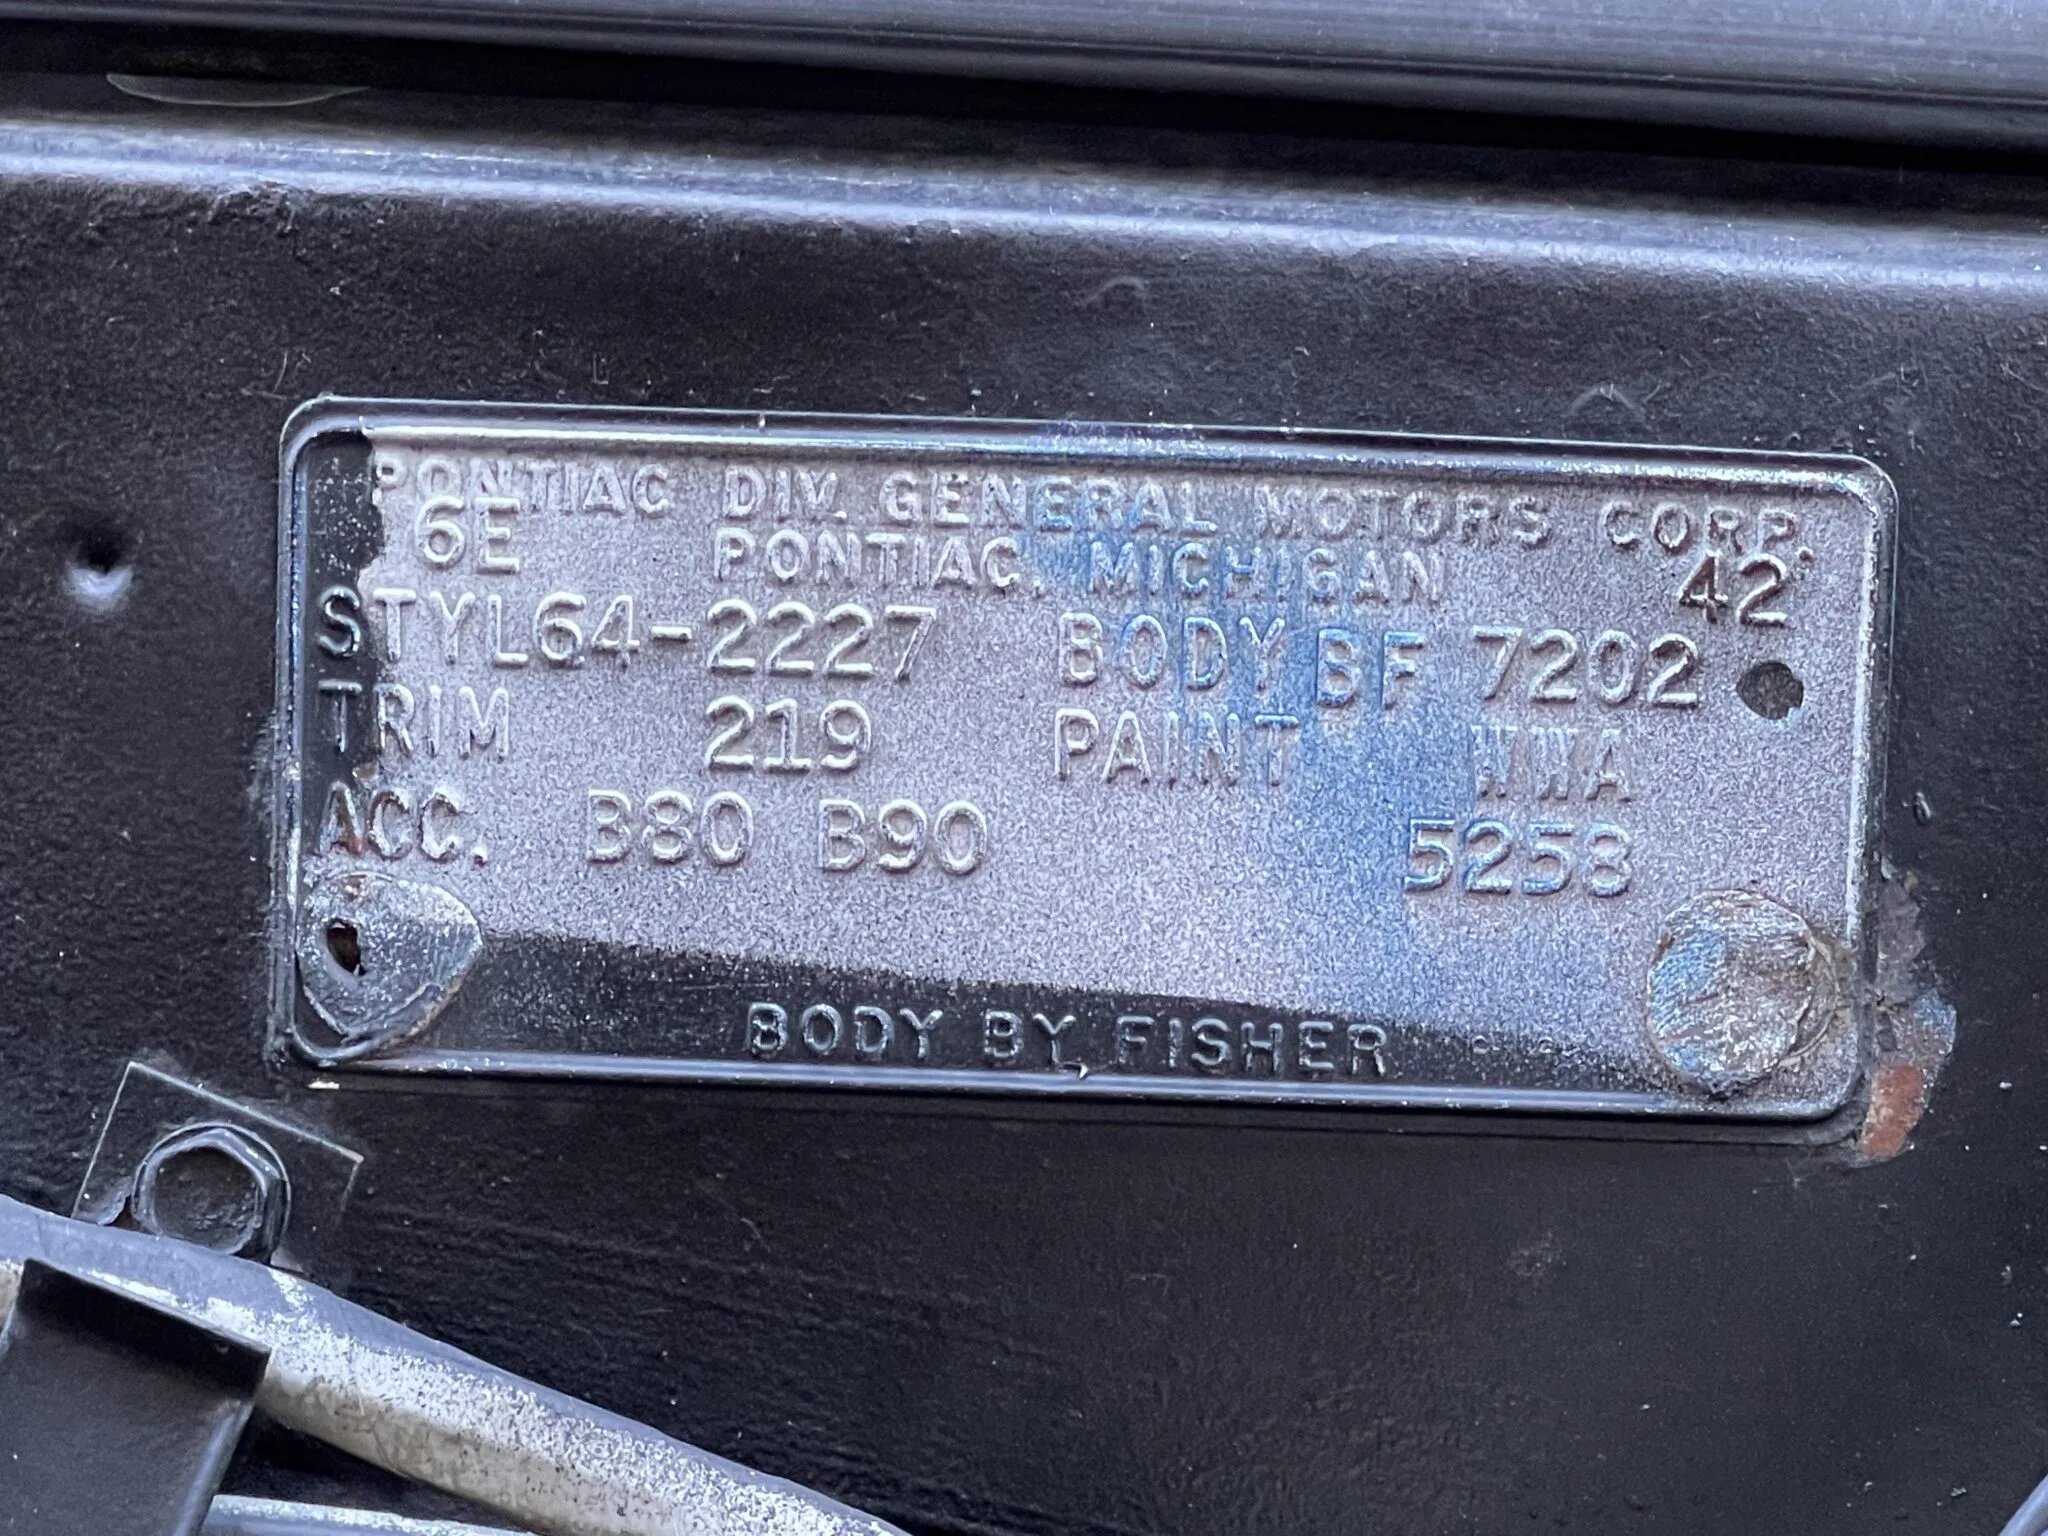 PONTIAC DIV. GENERAL MOTORS CORP.
6E PONTIAC, MICHIGAN 42
STYL64-2227 BODY BF 7202
TRIM 219 PAINT WWA
ACC. B80 B90 5258
BODY BY FISHER